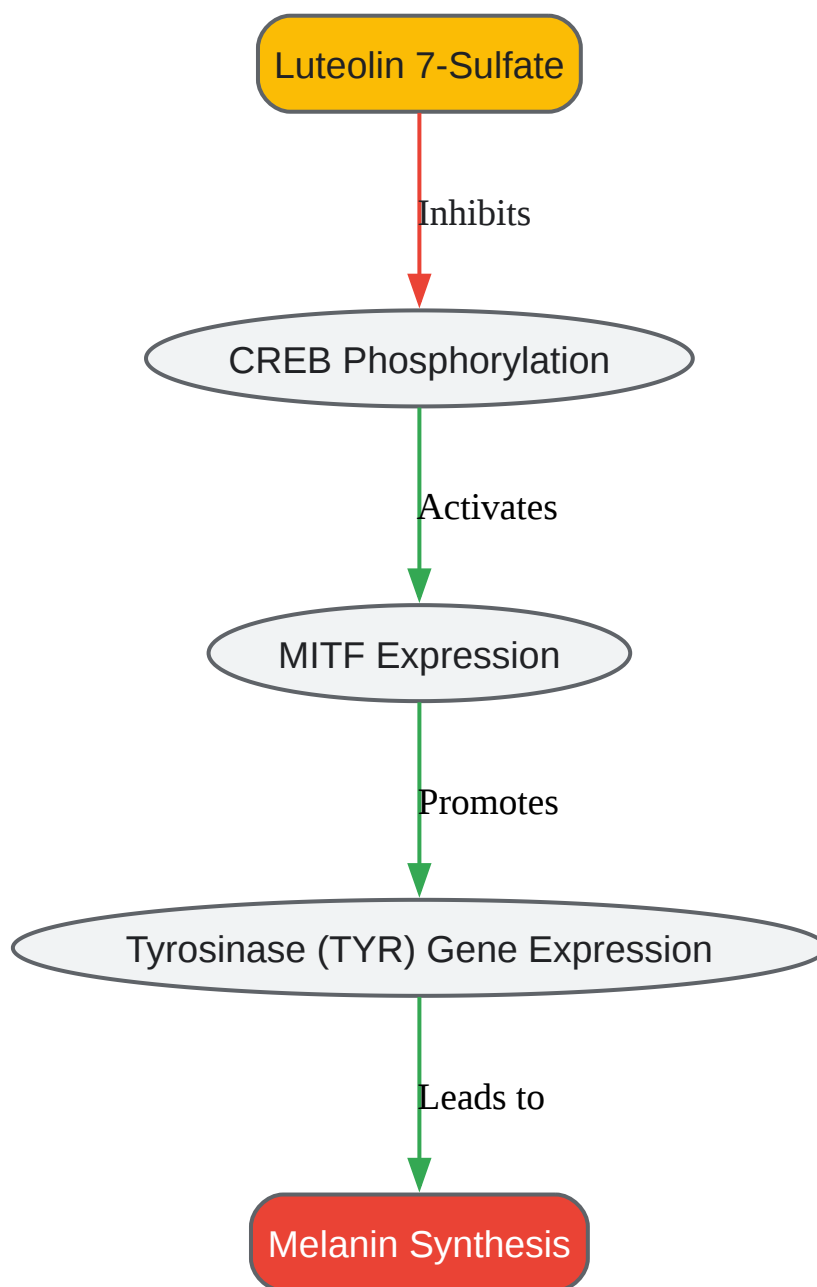 Luteolin 7-Sulfate
Inhibits
CREB Phosphorylation
Activates
MITF Expression
Promotes
Tyrosinase (TYR) Gene Expression
Leads to
Melanin Synthesis